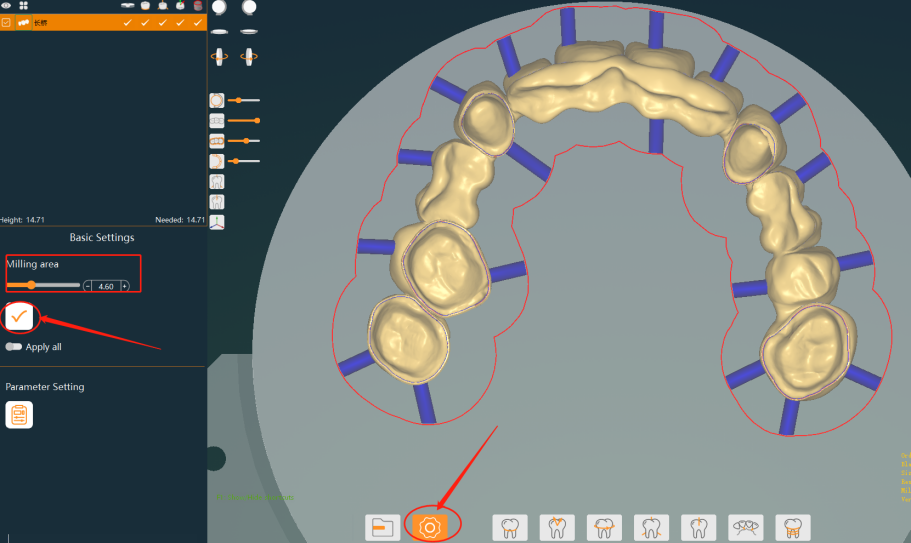 长桥
Height: 14.71 Needed: 14.71
Basic Settings
Milling area
4.60
Apply all
Parameter Setting